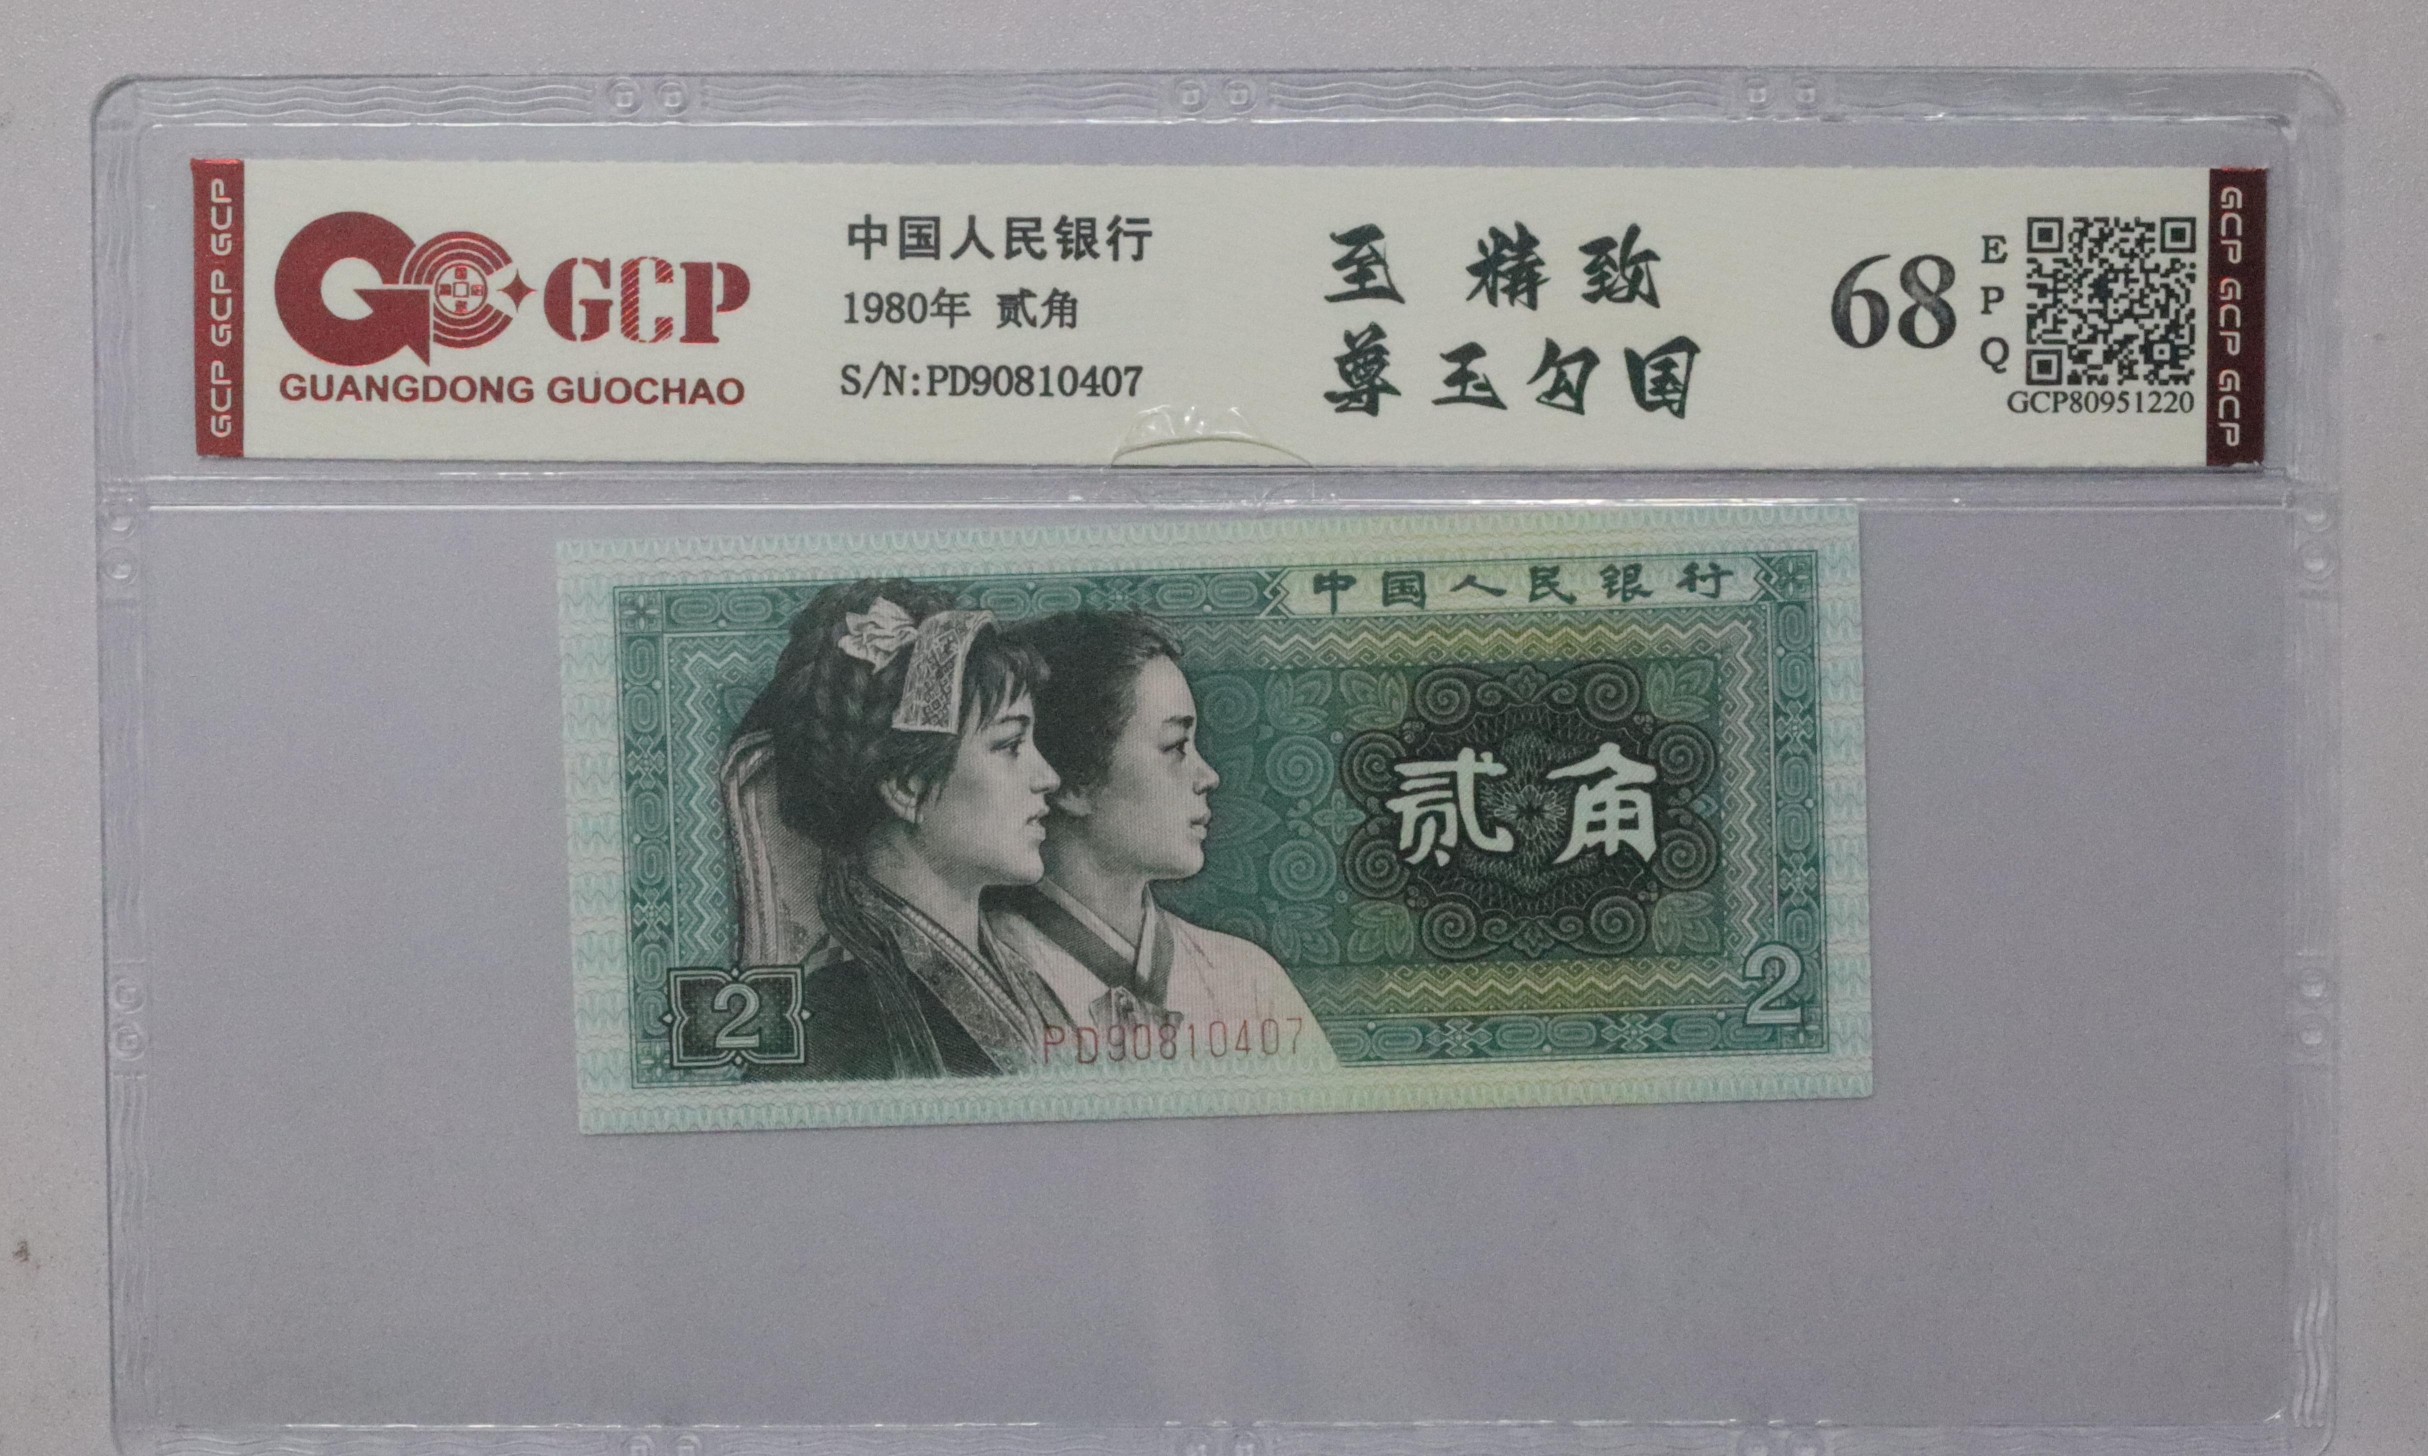 GCP GCP GCP
GCP
GUANGDONG GUOCHAO
中国人民银行
1980年 贰角
S/N:PD90810407
至 精 致
尊 玉 勾 国
68
EPQ
GCP80951220
GCP GCP GCP
中国人民银行
贰角
2
PD90810407
2